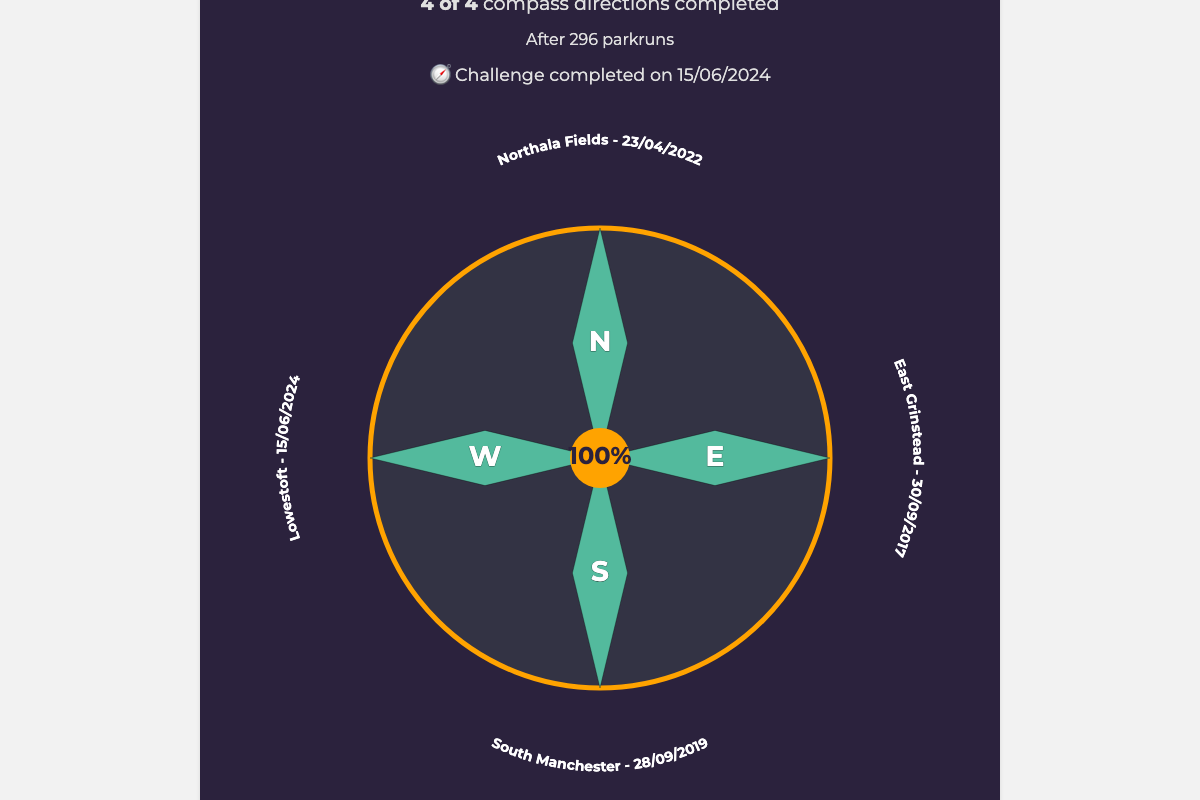 4 of 4 compass directions completed
After 296 parkruns
Challenge completed on 15/06/2024
Northala Fields - 23/04/2022
N
Lowestoft - 15/06/2024
W
100%
E
East Grinstead - 30/09/2017
S
South Manchester - 28/09/2019